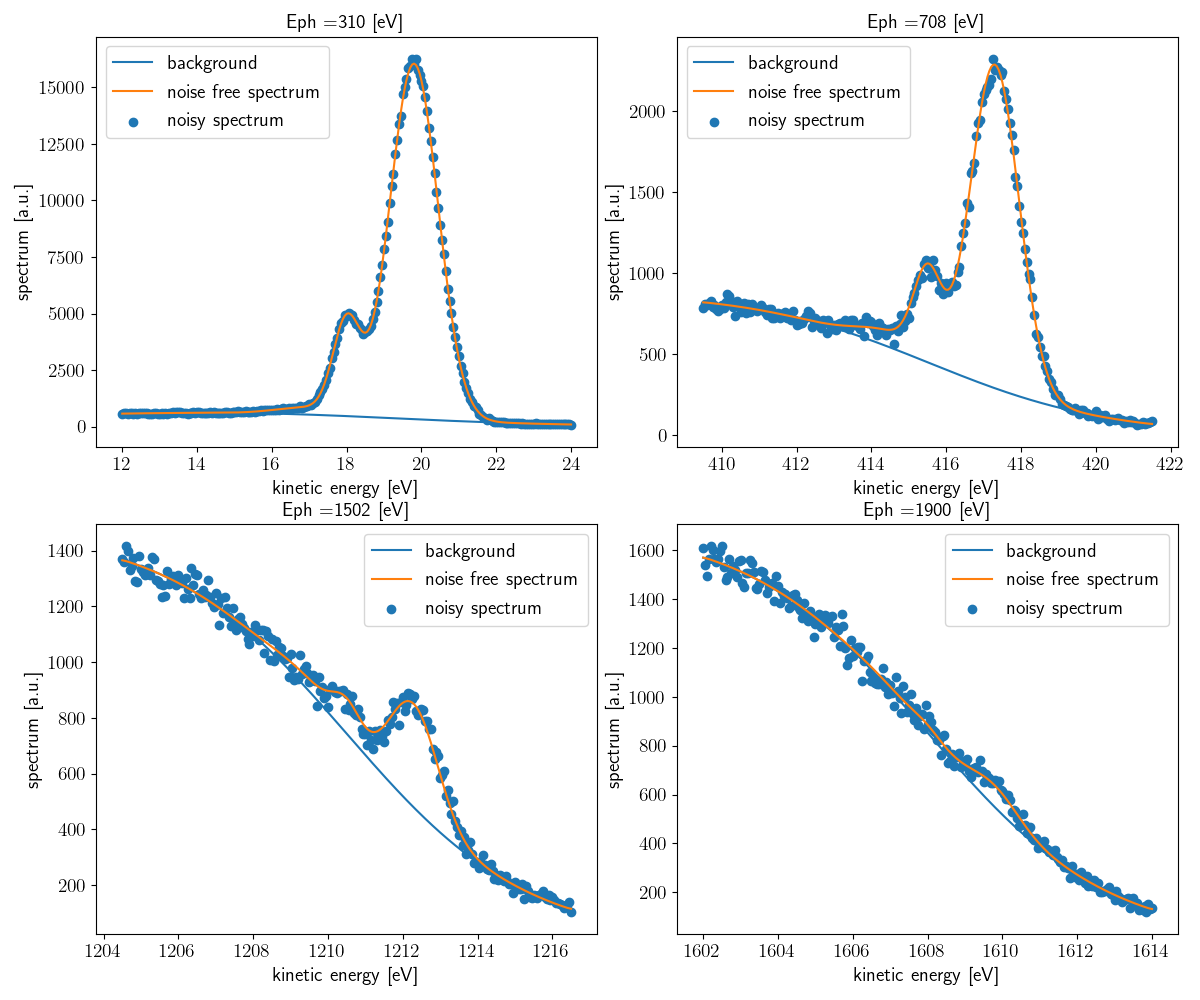 Eph =310 [eV]
background
noise free spectrum
noisy spectrum
spectrum [a.u.]
15000
12500
10000
7500
5000
2500
0
12 14 16 18 20 22 24
kinetic energy [eV]
Eph =708 [eV]
background
noise free spectrum
noisy spectrum
spectrum [a.u.]
2000
1500
1000
500
0
410 412 414 416 418 420 422
kinetic energy [eV]
Eph =1502 [eV]
background
noise free spectrum
noisy spectrum
spectrum [a.u.]
1400
1200
1000
800
600
400
200
1204 1206 1208 1210 1212 1214 1216
kinetic energy [eV]
Eph =1900 [eV]
background
noise free spectrum
noisy spectrum
spectrum [a.u.]
1600
1400
1200
1000
800
600
400
200
1602 1604 1606 1608 1610 1612 1614
kinetic energy [eV]